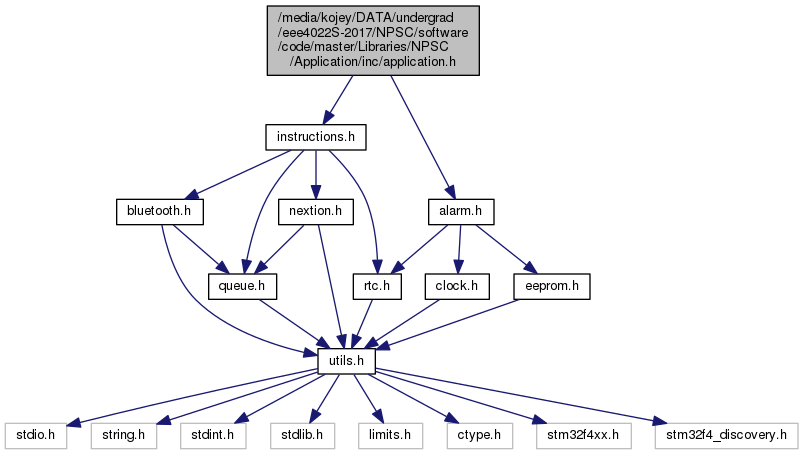 /media/kojey/DATA/undergrad
/eee4022S-2017/NPSC/software
/code/master/Libraries/NPSC
/Application/inc/application.h
instructions.h
bluetooth.h
nextion.h
alarm.h
queue.h
rtc.h
clock.h
eeprom.h
utils.h
stdio.h
string.h
stdint.h
stdlib.h
limits.h
ctype.h
stm32f4xx.h
stm32f4_discovery.h